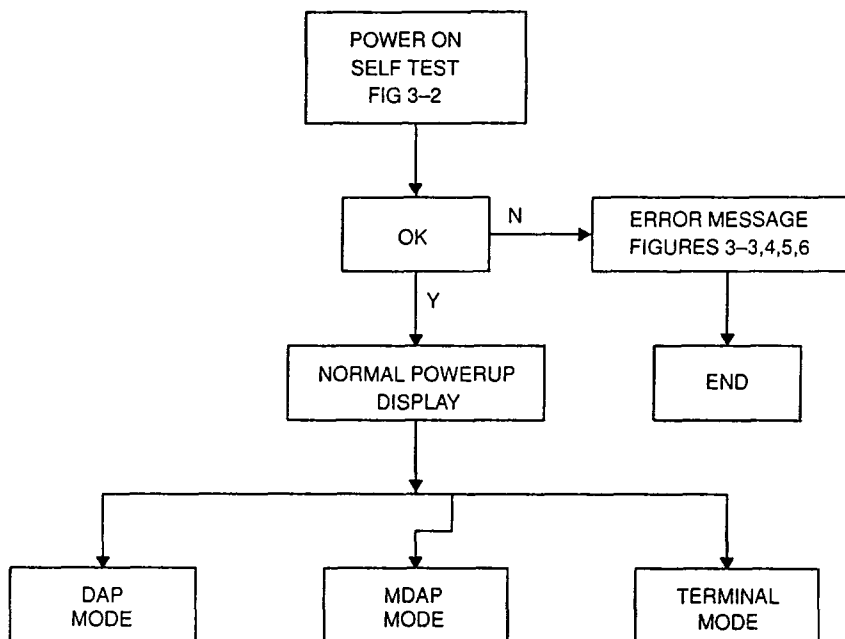 POWER ON
SELF TEST
FIG 3–2
OK
N
ERROR MESSAGE
FIGURES 3–3,4,5,6
Y
NORMAL POWERUP
DISPLAY
END
DAP
MODE
MDAP
MODE
TERMINAL
MODE